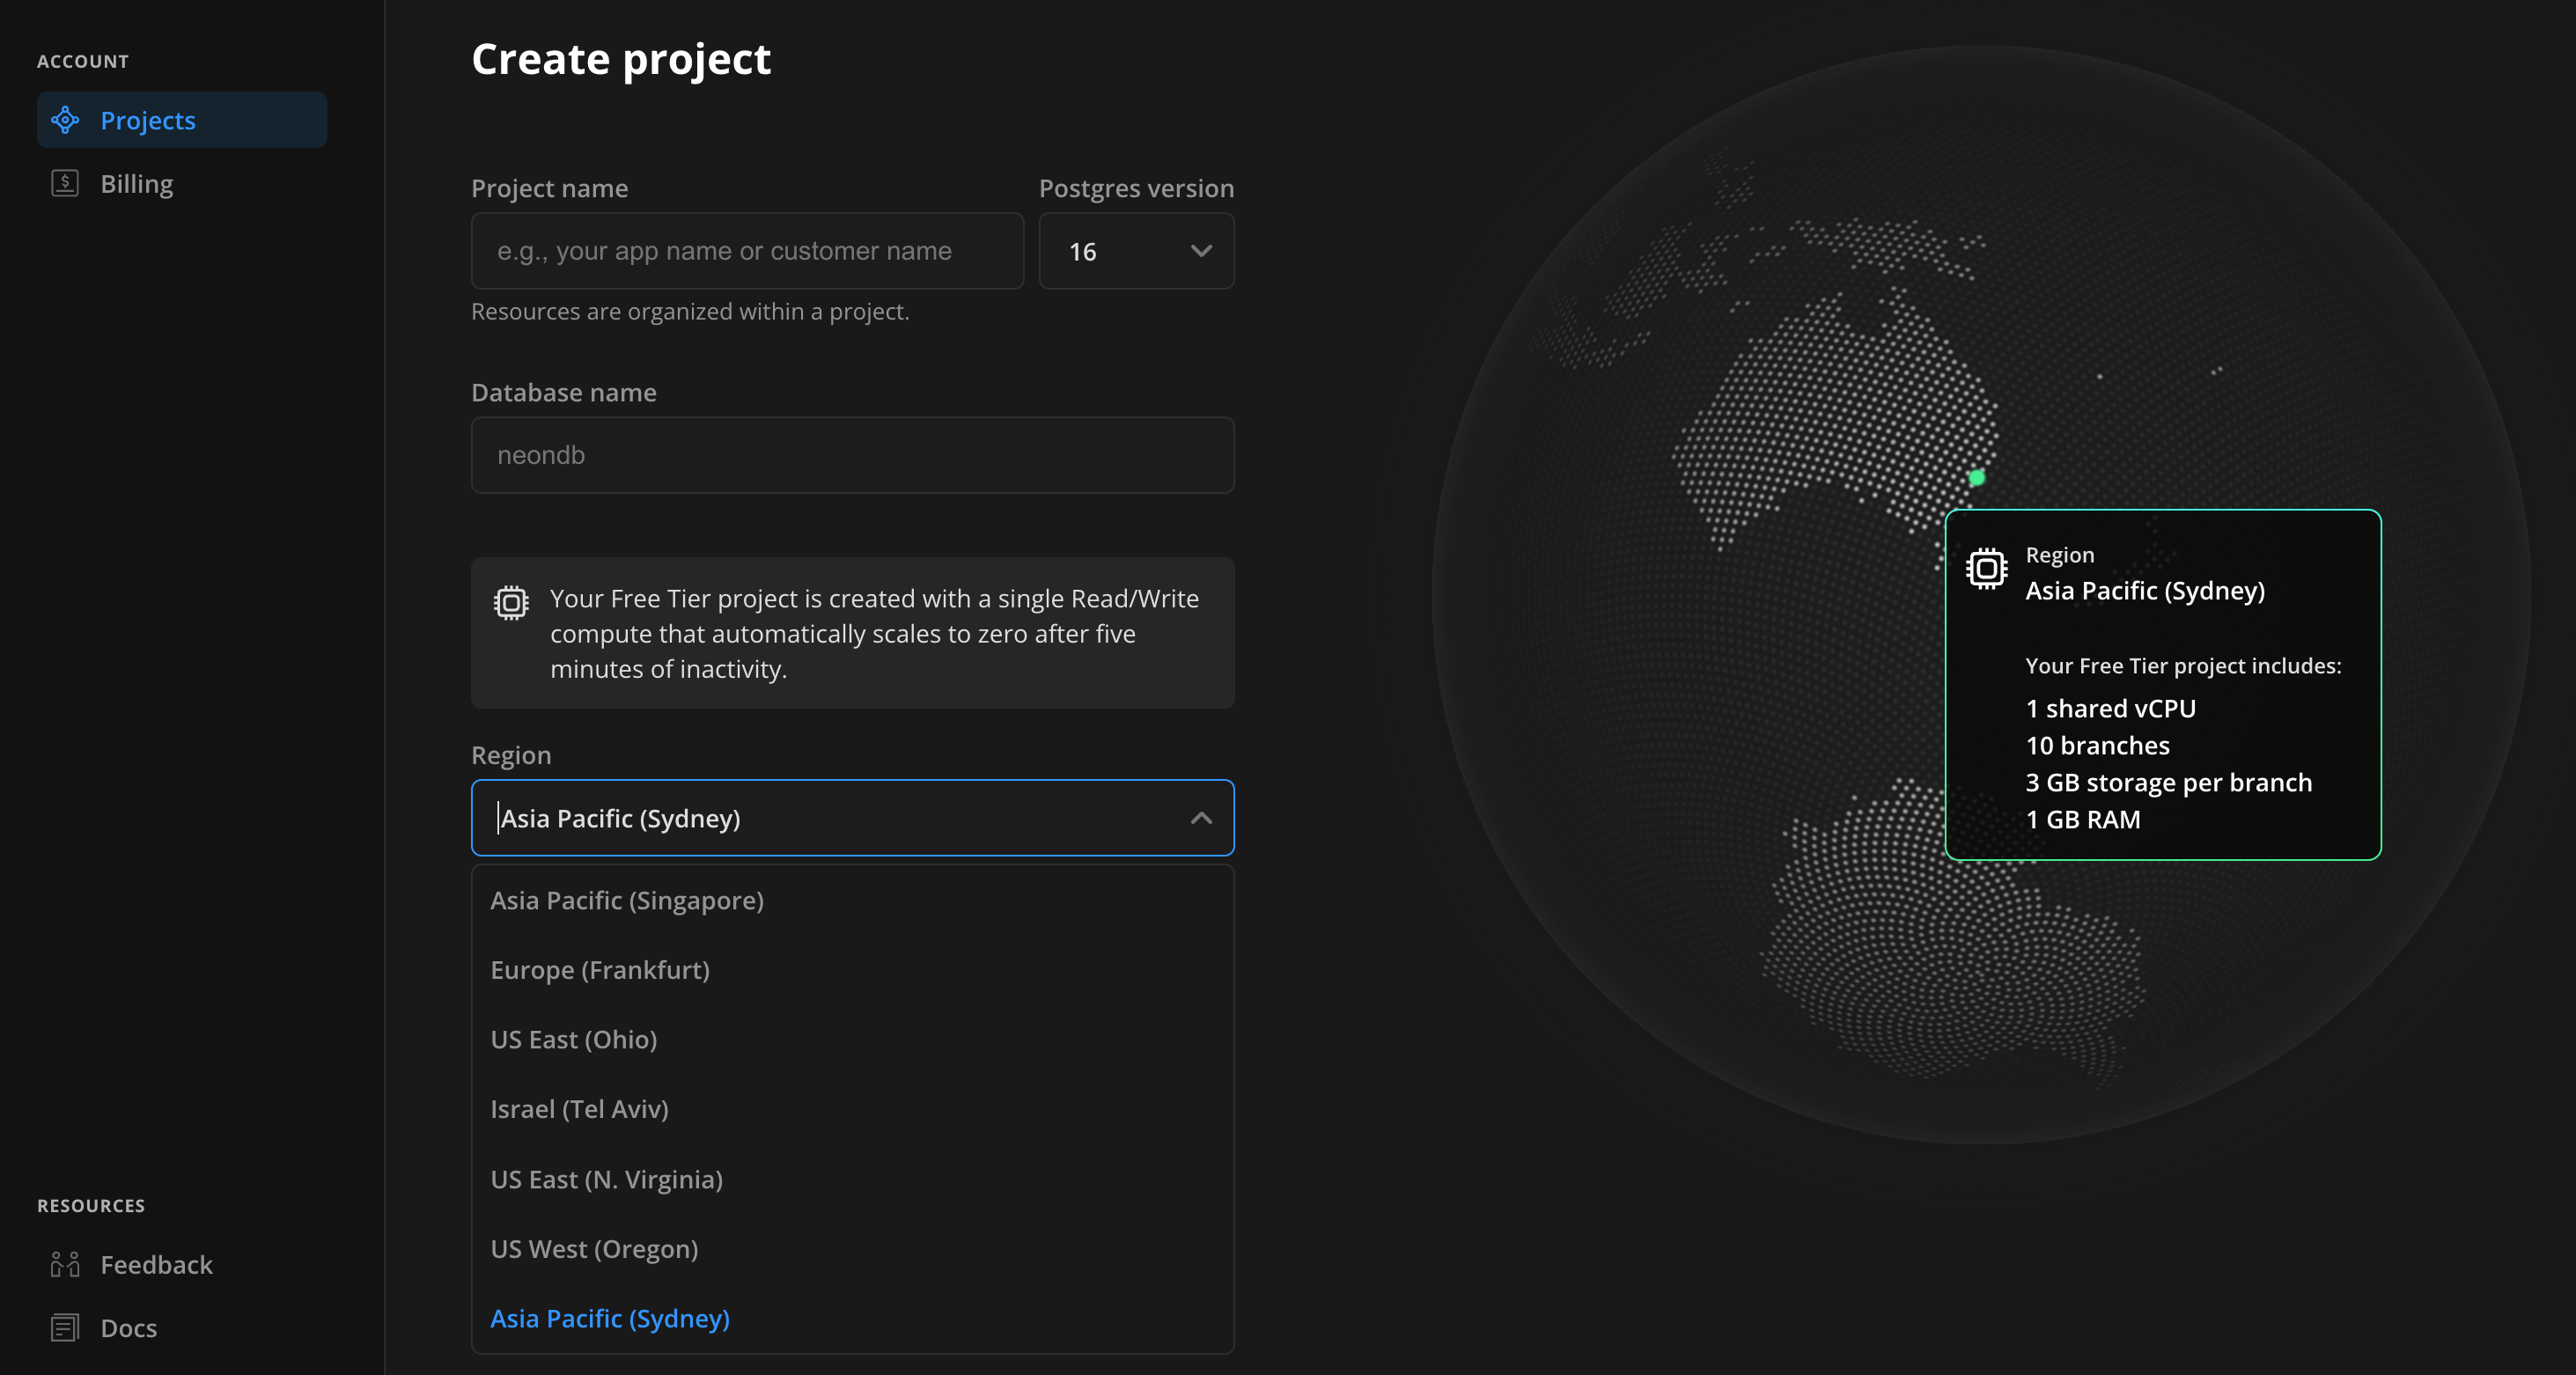 ACCOUNT
Projects
Billing
RESOURCES
Feedback
Docs
Create project
Project name
Postgres version
e.g., your app name or customer name
16
Resources are organized within a project.
Database name
neondb
Your Free Tier project is created with a single Read/Write
compute that automatically scales to zero after five
minutes of inactivity.
Region
Asia Pacific (Sydney)
Asia Pacific (Singapore)
Europe (Frankfurt)
US East (Ohio)
Israel (Tel Aviv)
US East (N. Virginia)
US West (Oregon)
Asia Pacific (Sydney)
Region
Asia Pacific (Sydney)
Your Free Tier project includes:
1 shared vCPU
10 branches
3 GB storage per branch
1 GB RAM